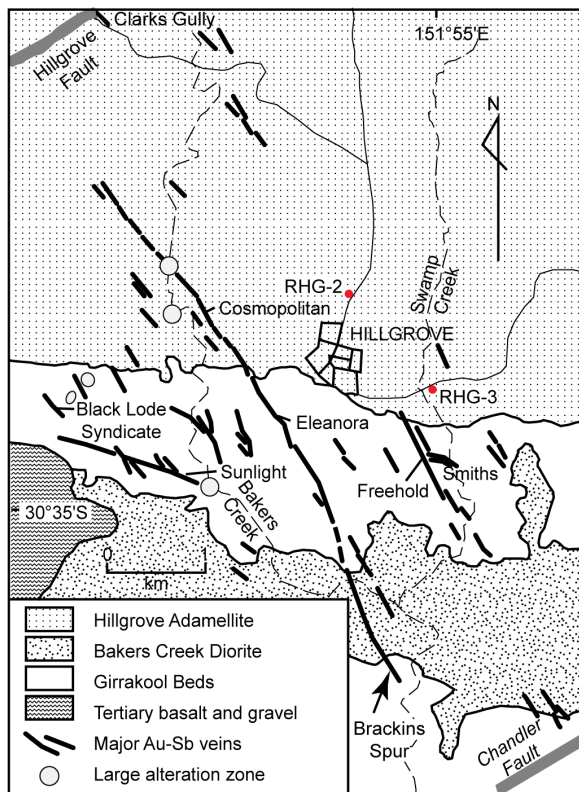 Clarks Gully
151°55'E
Hillgrove
Fault
N
RHG-2
Swamp
Creek
Cosmopolitan
HILLGROVE
RHG-3
Black Lode
Syndicate
Eleanora
Sunlight
Smiths
Freehold
Bakers
Creek
30°35'S
0
km
Hillgrove Adamellite
Bakers Creek Diorite
Girrakool Beds
Tertiary basalt and gravel
Major Au-Sb veins
Large alteration zone
Brackins
Spur
Chandler
Fault